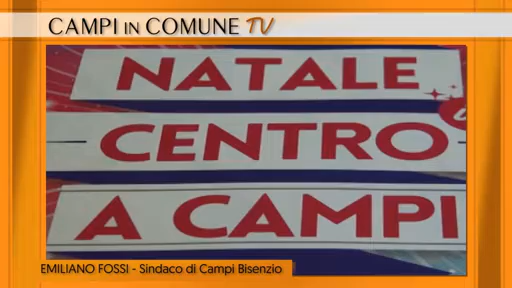 CAMPI IN COMUNE TV
NATALE
CENTRO
A CAMPI
EMILIANO FOSSI - Sindaco di Campi Bisenzio